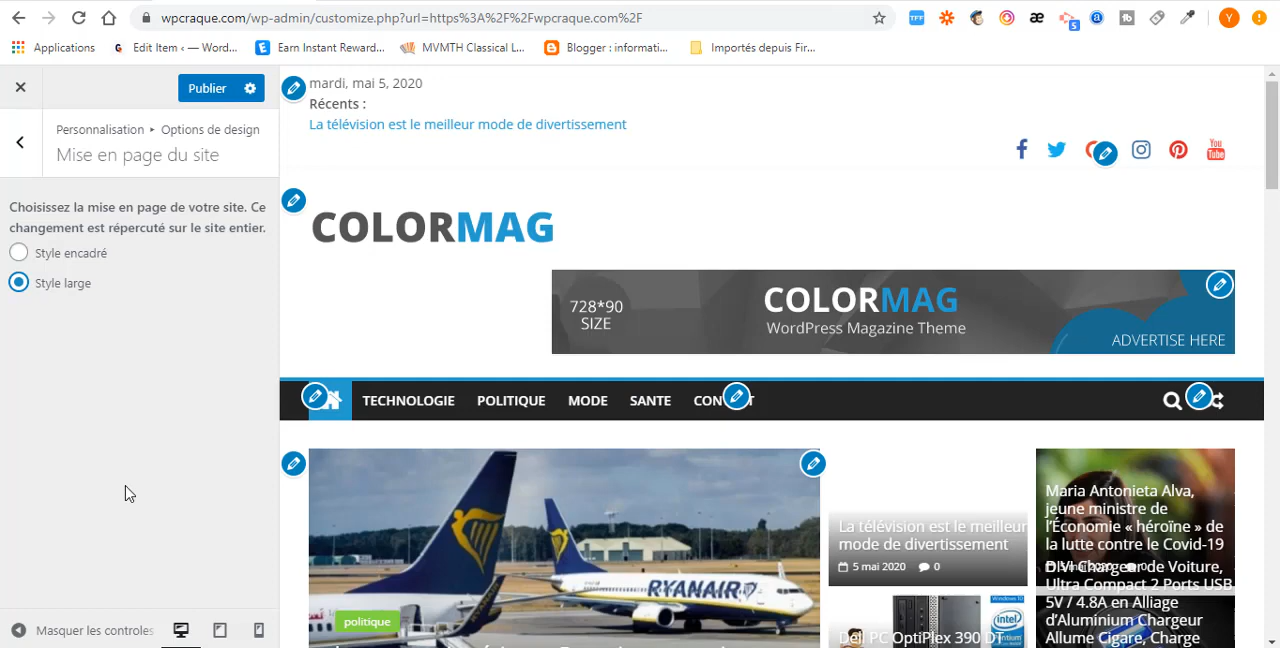 wpcraque.com/wp-admin/customize.php?url=https%3A%2F%2Fwpcraque.com%2F
Applications
Edit Item ‹ — Word...
Earn Instant Reward...
MVMTH Classical L...
Blogger : informati...
Importés depuis Fir...
Publier
Personnalisation ▸ Options de design
Mise en page du site
Choisissez la mise en page de votre site. Ce
changement est répercuté sur le site entier.
Style encadré
Style large
Masquer les controles
mardi, mai 5, 2020
Récents :
La télévision est le meilleur mode de divertissement
You
Tube
COLORMAG
728*90
SIZE
COLORMAG
WordPress Magazine Theme
ADVERTISE HERE
TECHNOLOGIE POLITIQUE MODE SANTE
RYANAIR
politique
La télévision est le meilleur
mode de divertissement
5 mai 2020 0
Dell PC OptiPlex 390 DT
intel
Maria Antonieta Alva,
jeune ministre de
l'Économie « héroïne » de
la lutte contre le Covid-19
Chargeur de Voiture,
Ultra Compact 2 Ports USB
5V / 4.8A en Alliage
d'Aluminium Chargeur
Allume Cigare, Charge